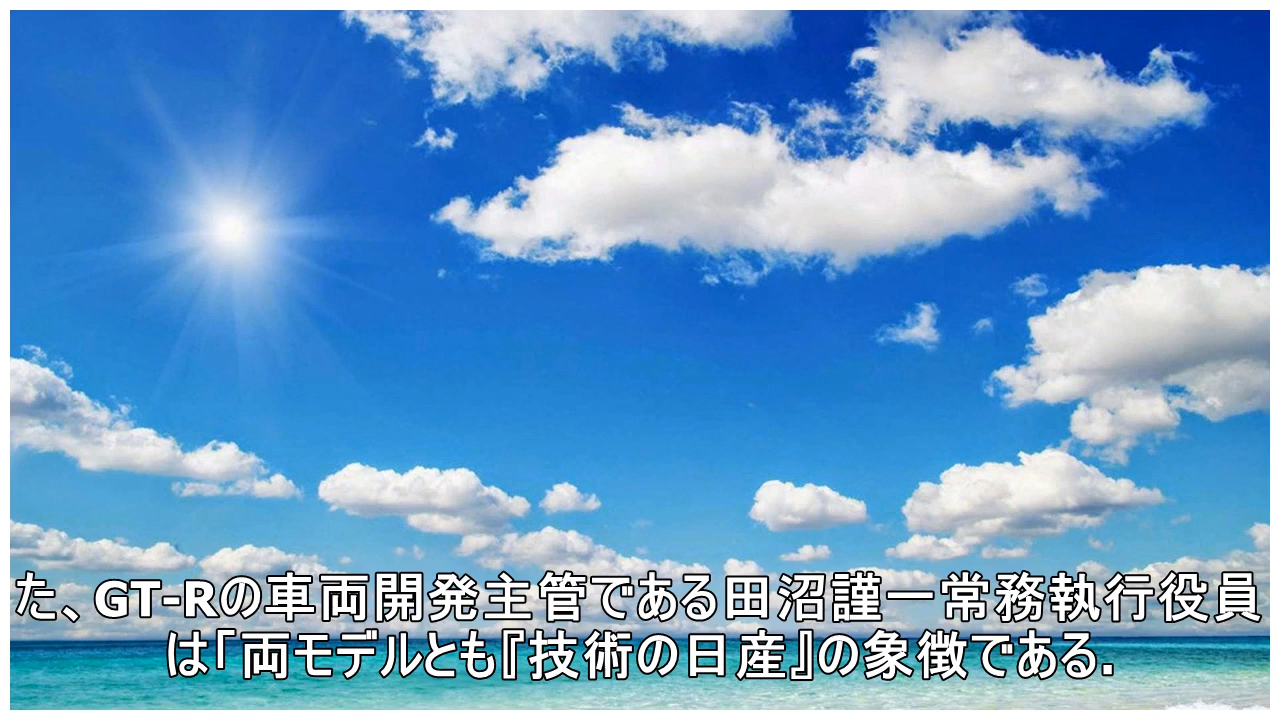 た、GT-Rの車両開発主管である田沼謹一常務執行役員
は「両モデルとも『技術の日産』の象徴である.